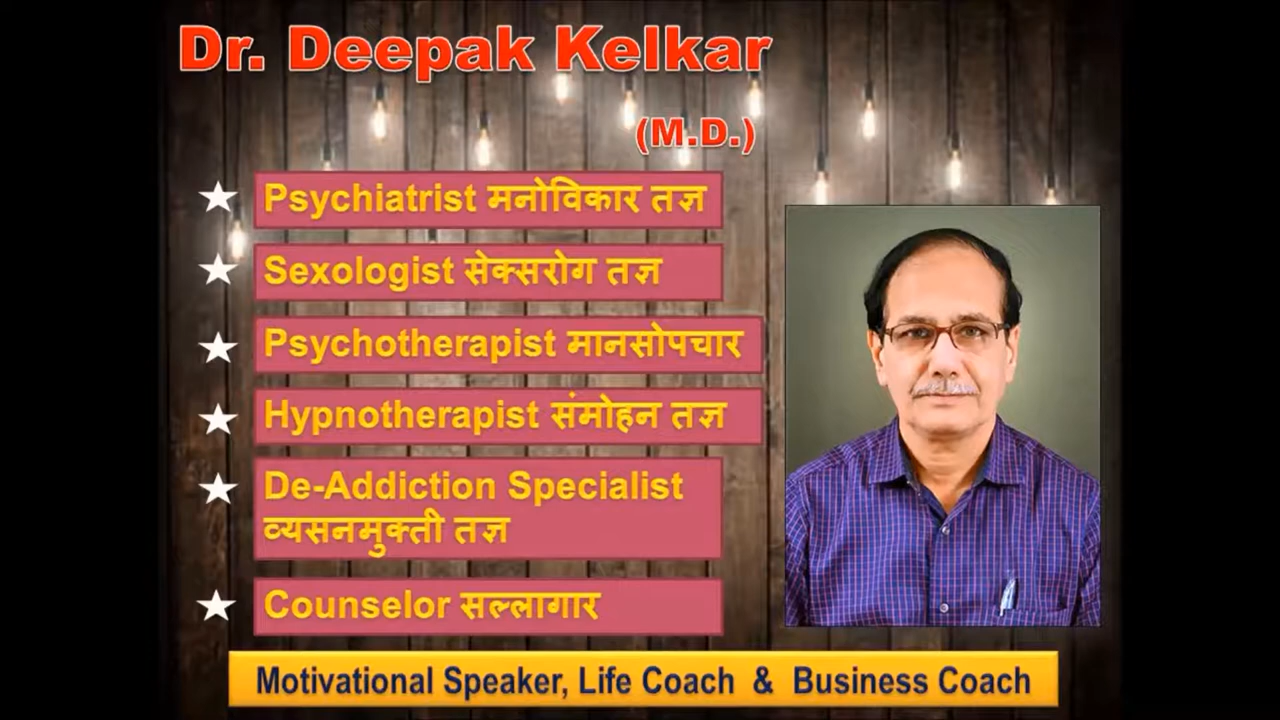 Dr. Deepak Kelkar
(M.D.)
Psychiatrist मनोविकार तज्ञ
Sexologist सेक्सरोग तज्ञ
Psychotherapist मानसोपचार
Hypnotherapist संमोहन तज्ञ
De-Addiction Specialist
व्यसनमुक्ती तज्ञ
Counselor सल्लागार
Motivational Speaker, Life Coach & Business Coach